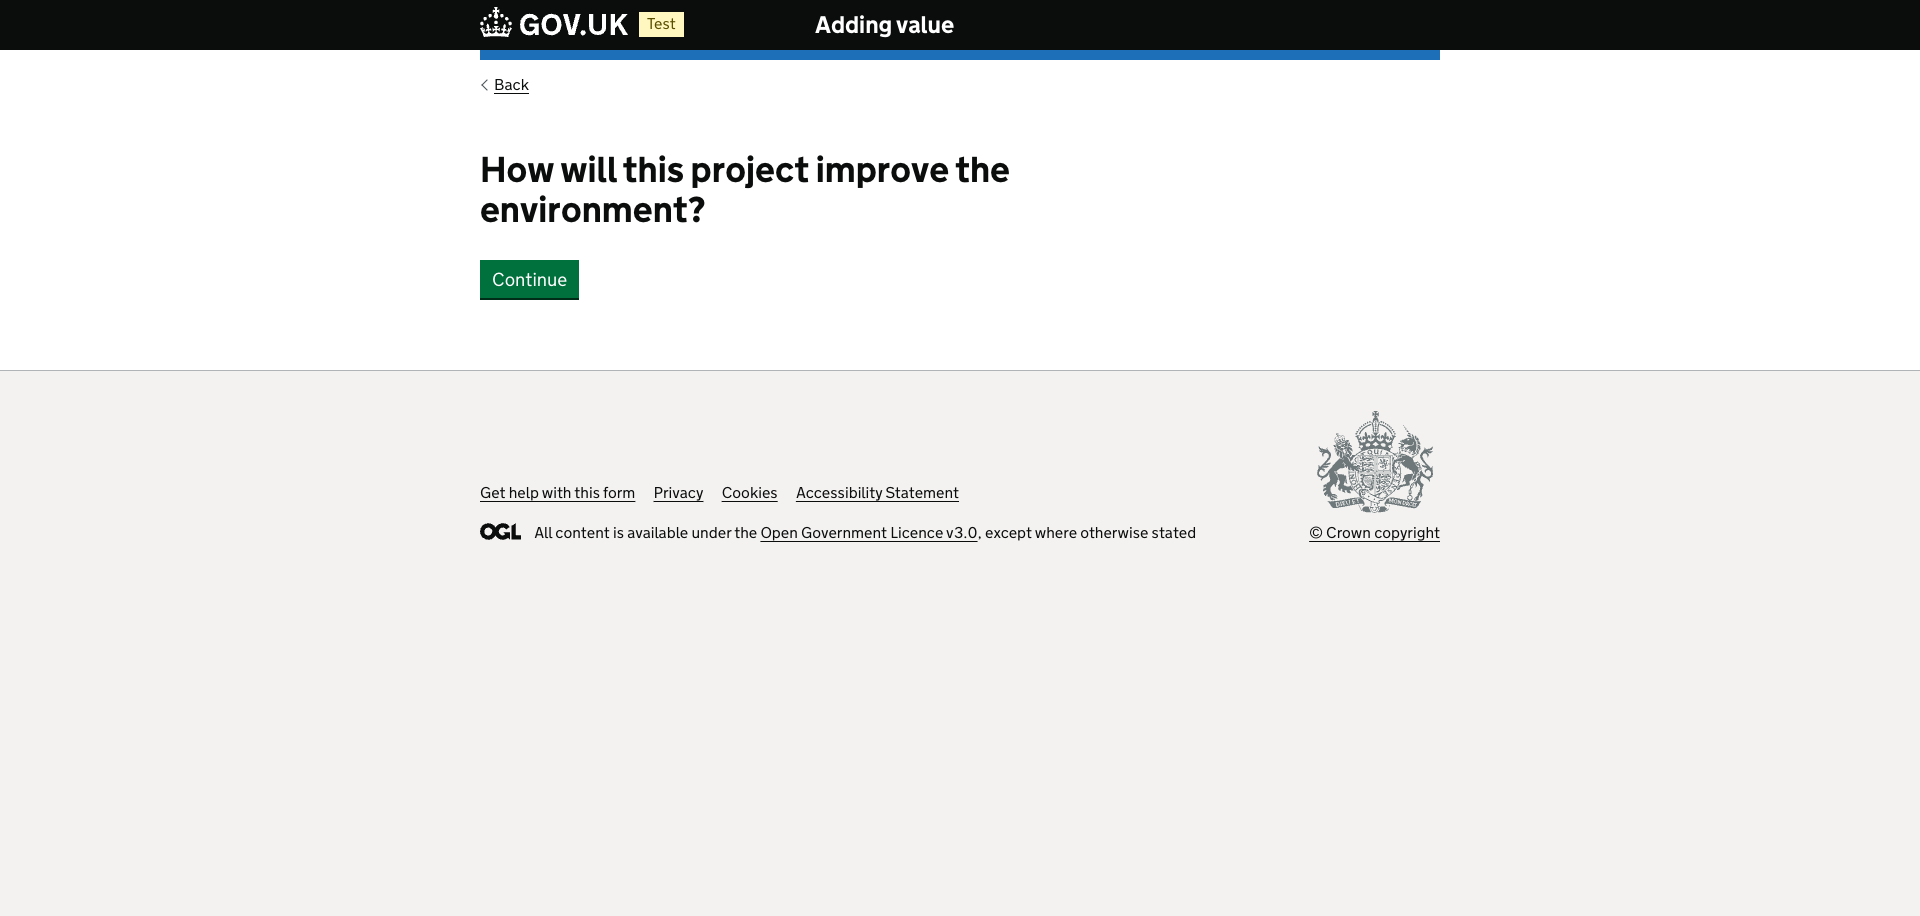 GOV.UK Test Adding value
Back
How will this project improve the
environment?
Continue
Get help with this form Privacy Cookies Accessibility Statement
OGL All content is available under the Open Government Licence v3.0, except where otherwise stated
© Crown copyright